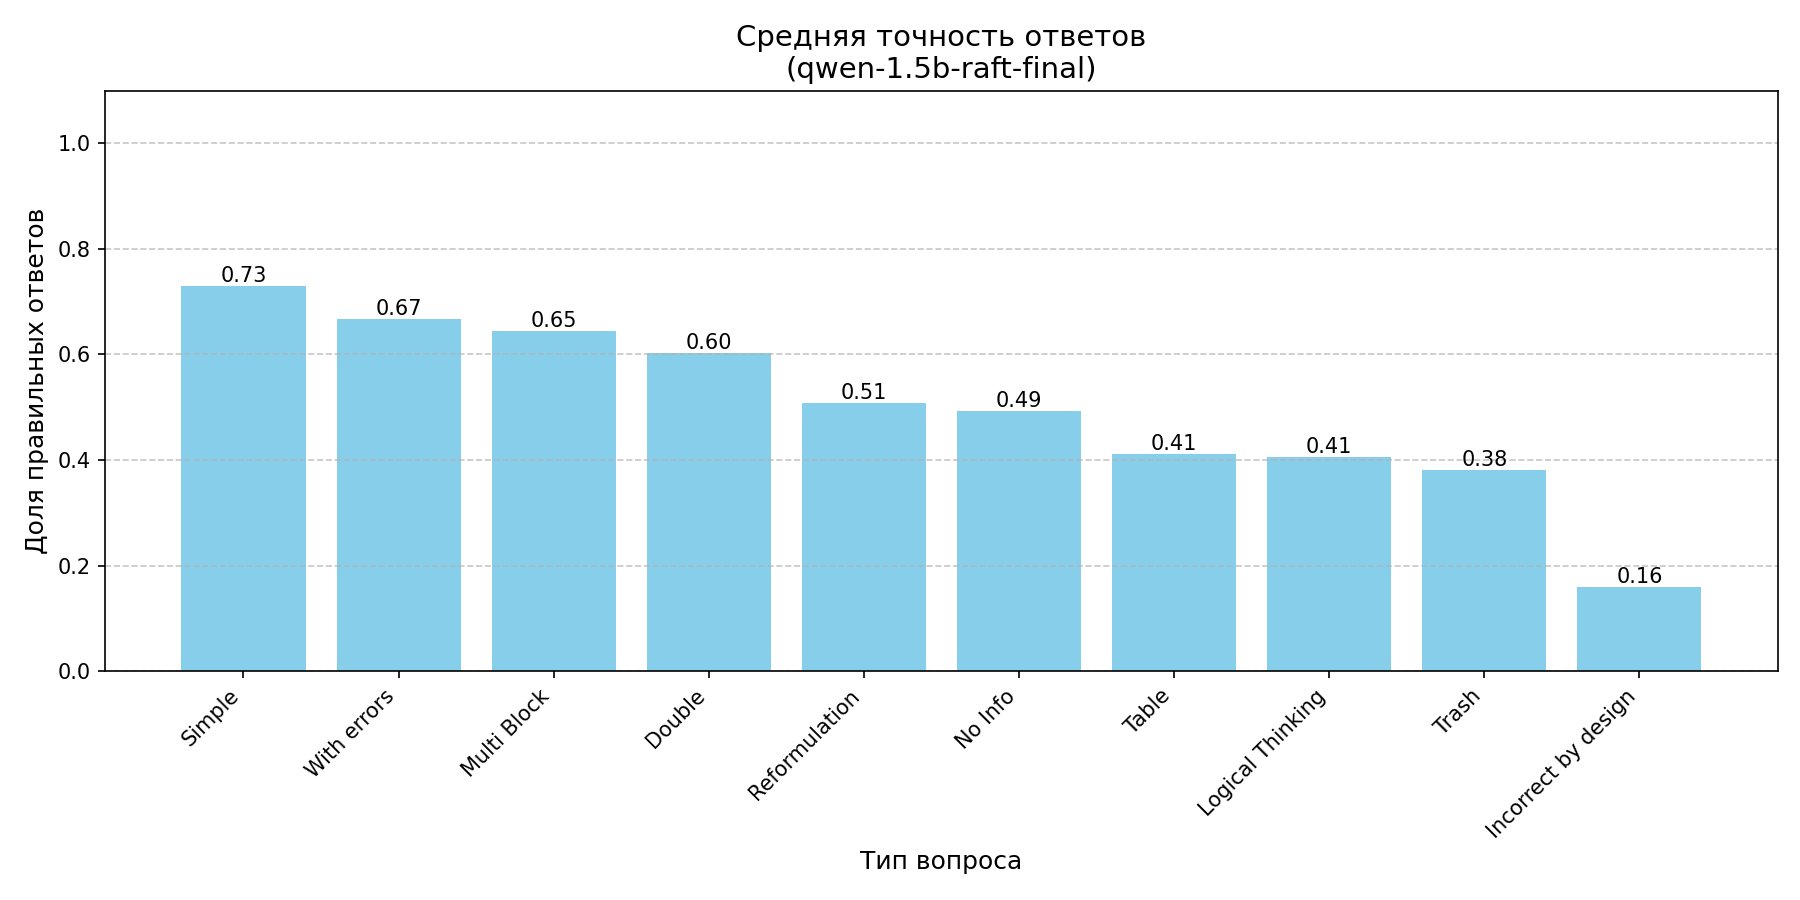 Средняя точность ответов
(qwen-1.5b-raft-final)
Доля правильных ответов
1.0
0.8
0.6
0.4
0.2
0.0
0.73
0.67
0.65
0.60
0.51
0.49
0.41
0.41
0.38
0.16
Simple
With errors
Multi Block
Double
Reformulation
No Info
Table
Logical Thinking
Trash
Incorrect by design
Тип вопроса